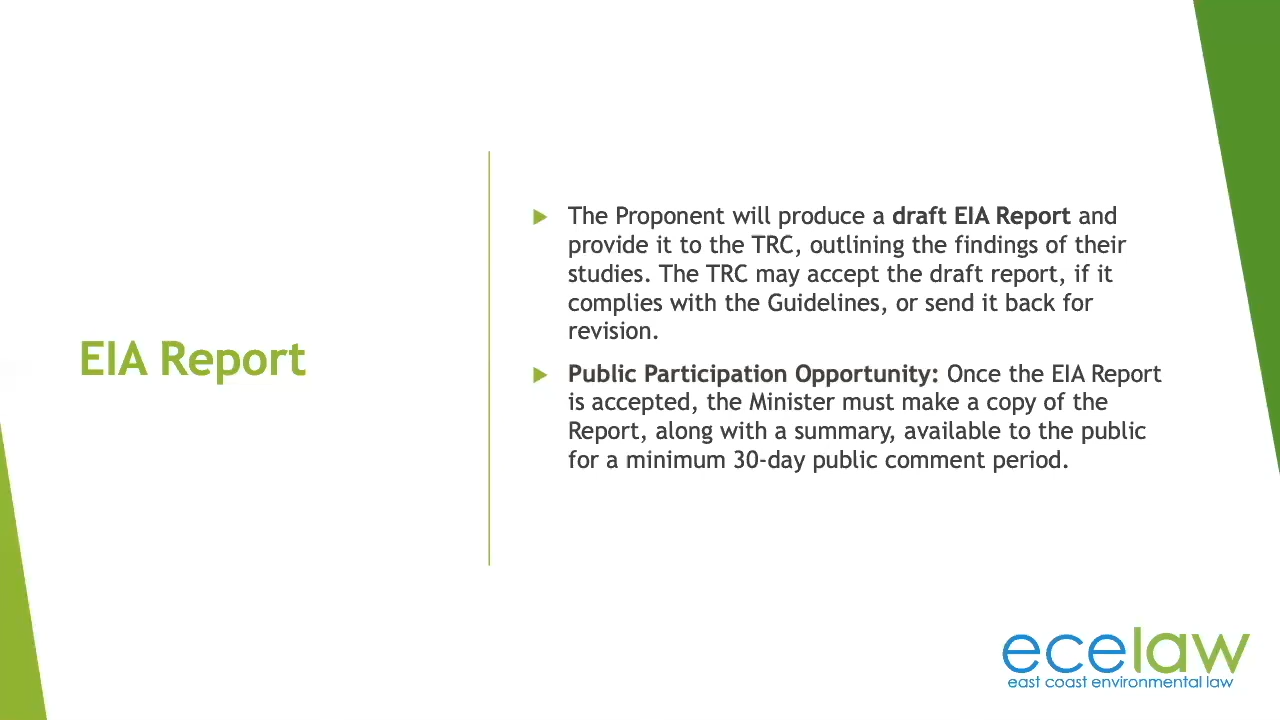 EIA Report
The Proponent will produce a draft EIA Report and
provide it to the TRC, outlining the findings of their
studies. The TRC may accept the draft report, if it
complies with the Guidelines, or send it back for
revision.
Public Participation Opportunity: Once the EIA Report
is accepted, the Minister must make a copy of the
Report, along with a summary, available to the public
for a minimum 30-day public comment period.
ecelaw
east coast environmental law